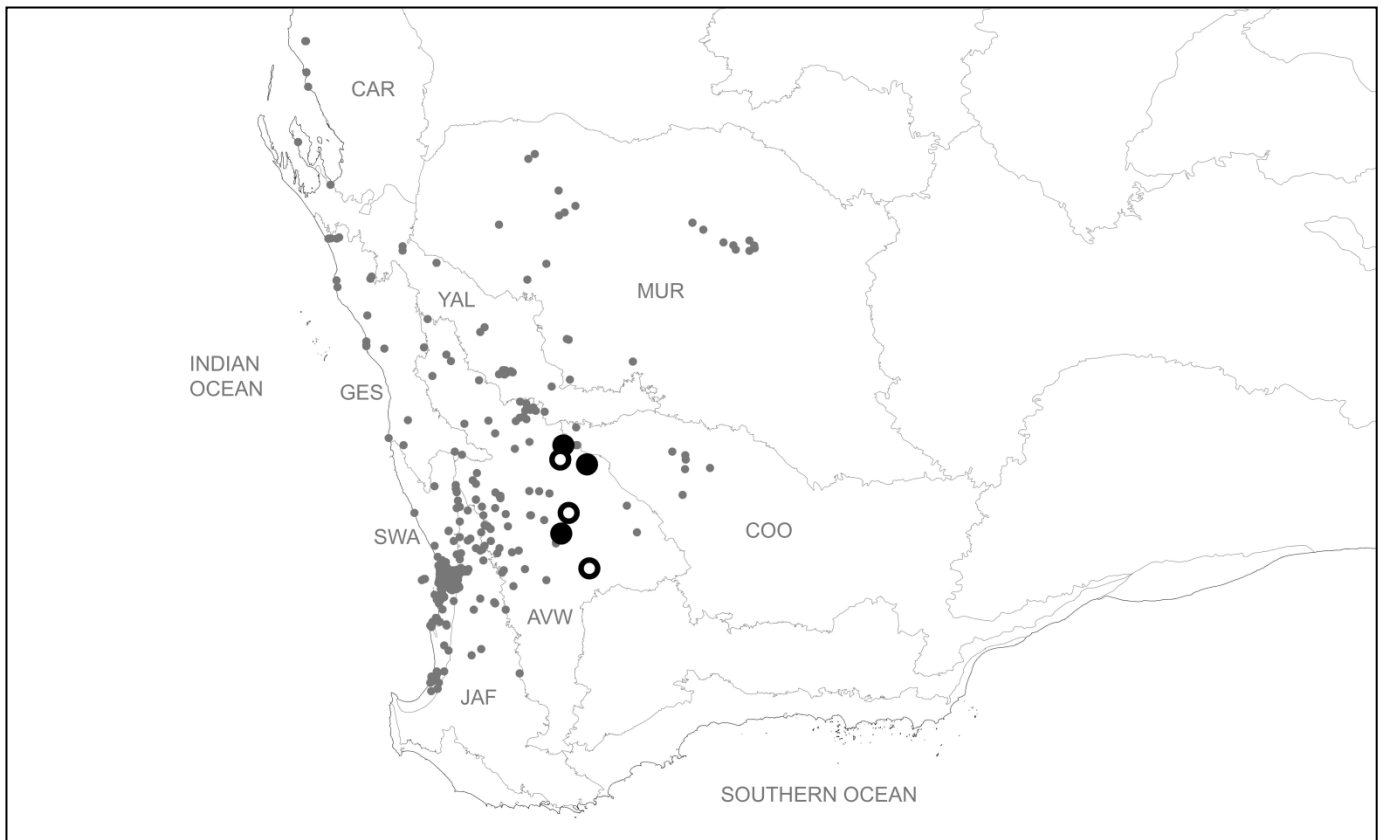 CAR
MUR
YAL
INDIAN
OCEAN
GES
SWA
COO
AVW
JAF
SOUTHERN OCEAN